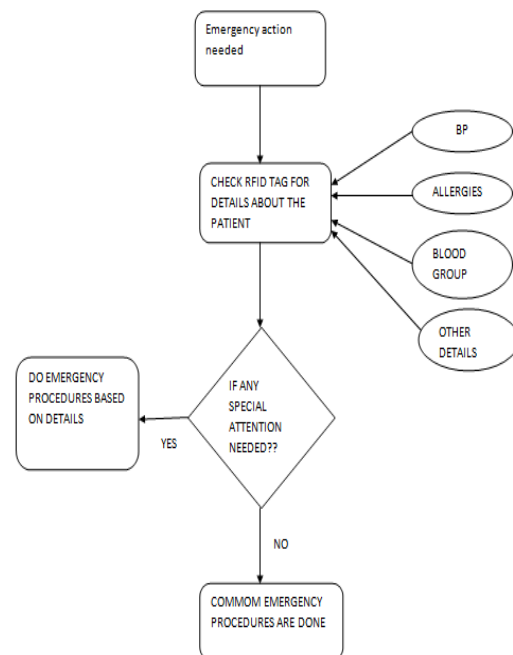 Emergency action
needed
BP
CHECK RFID TAG FOR
DETAILS ABOUT THE
PATIENT
ALLERGIES
BLOOD
GROUP
OTHER
DETAILS
DO EMERGENCY
PROCEDURES BASED
ON DETAILS
IF ANY
SPECIAL
ATTENTION
NEEDED??
YES
NO
COMMOM EMERGENCY
PROCEDURES ARE DONE